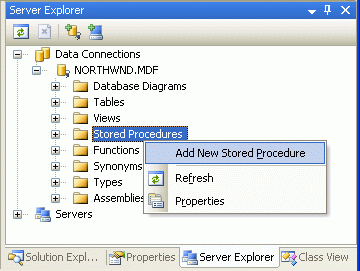 Server Explorer
Data Connections
NORTHWND.MDF
Database Diagrams
Tables
Views
Stored Procedures
Add New Stored Procedure
Functions
Refresh
Synonyms
Types
Properties
Assemblies
Servers
Solution Expl... Properties Server Explorer Class View